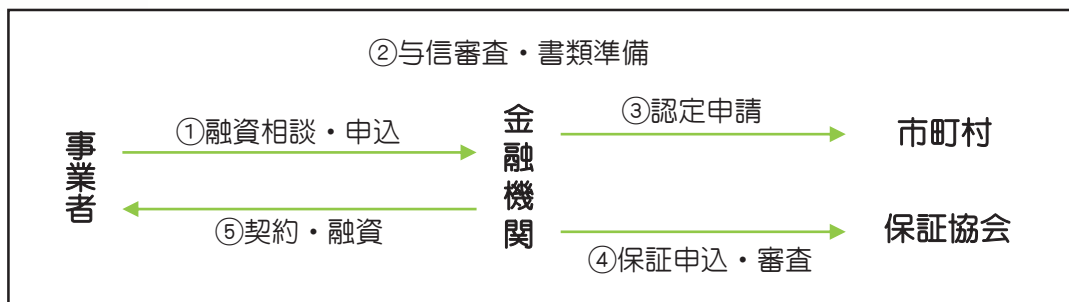 ②与信審査・書類準備
①融資相談・申込
③認定申請
事業者
金融機関
市町村
⑤契約・融資
④保証申込・審査
保証協会